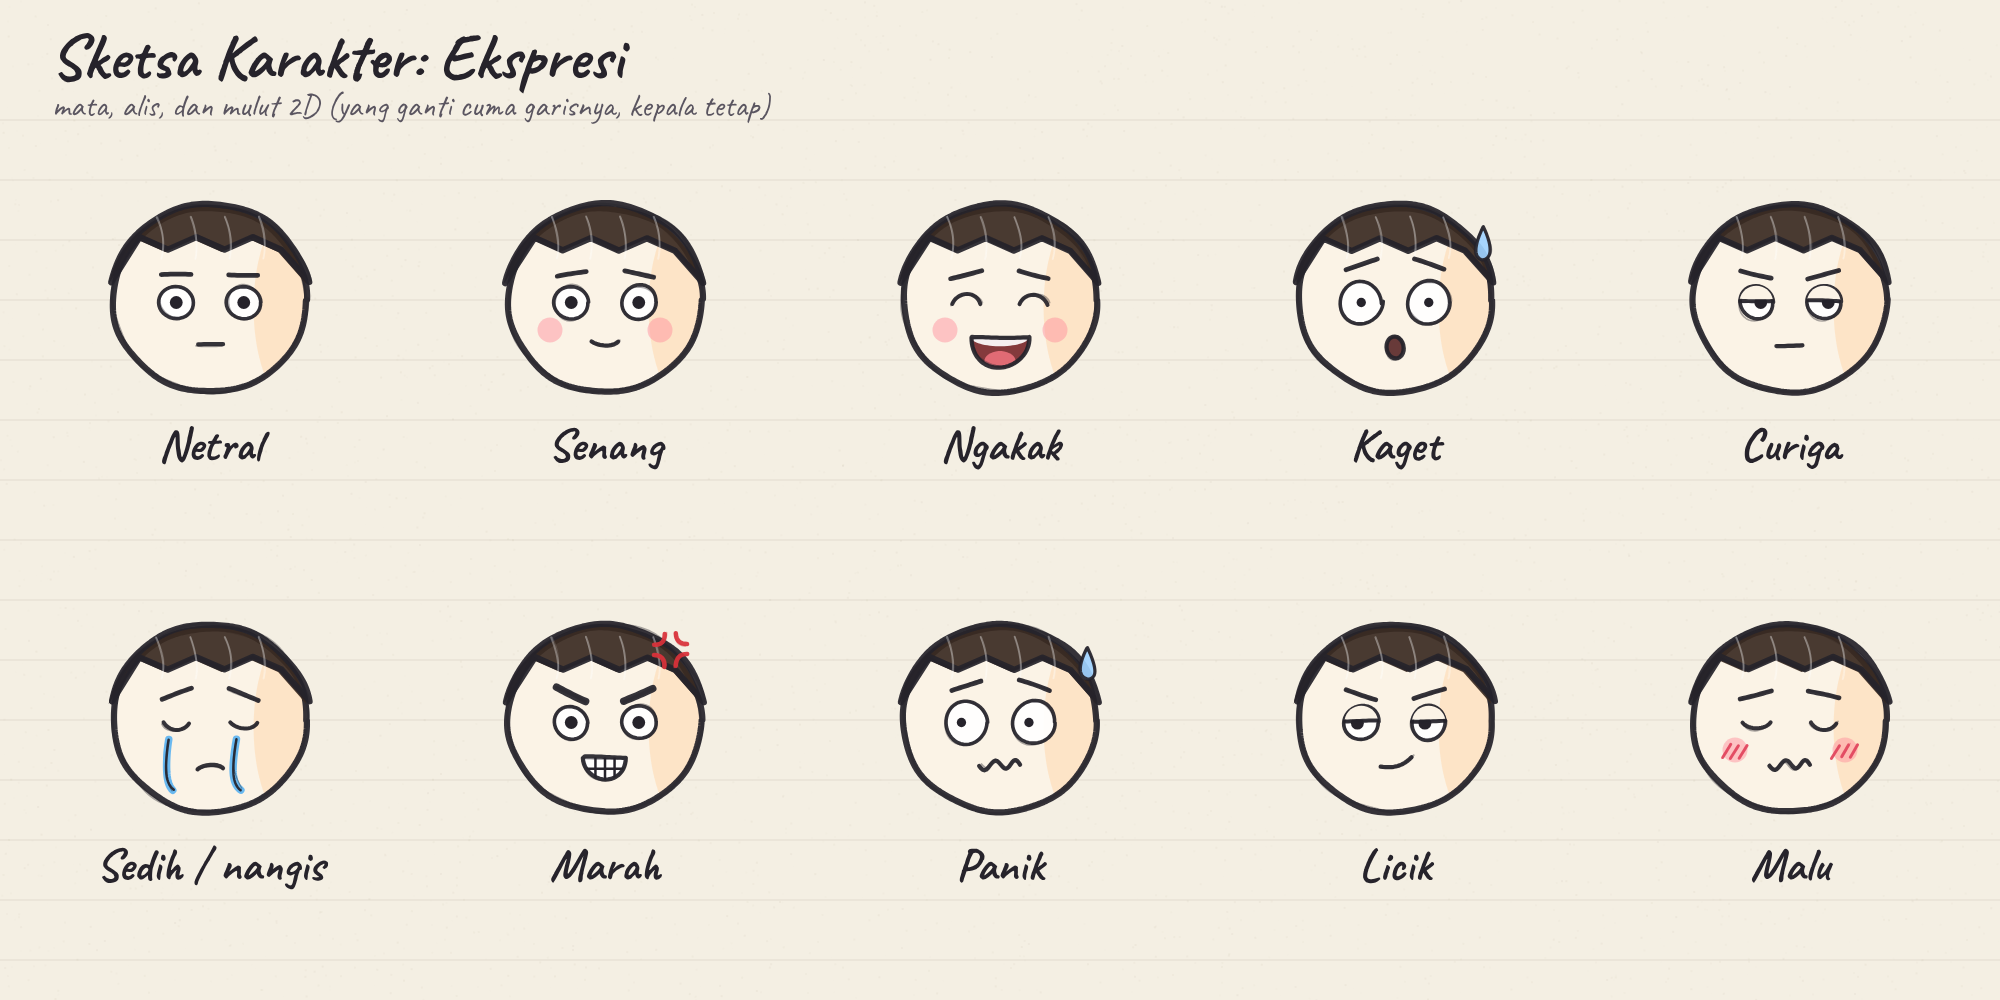 Sketsa Karakter: Ekspresi
mata, alis, dan mulut 2D (yang ganti cuma garisnya, kepala tetap)
Netral
Senang
Ngakak
Kaget
Curiga
Sedih / nangis
Marah
Panik
Licik
Malu